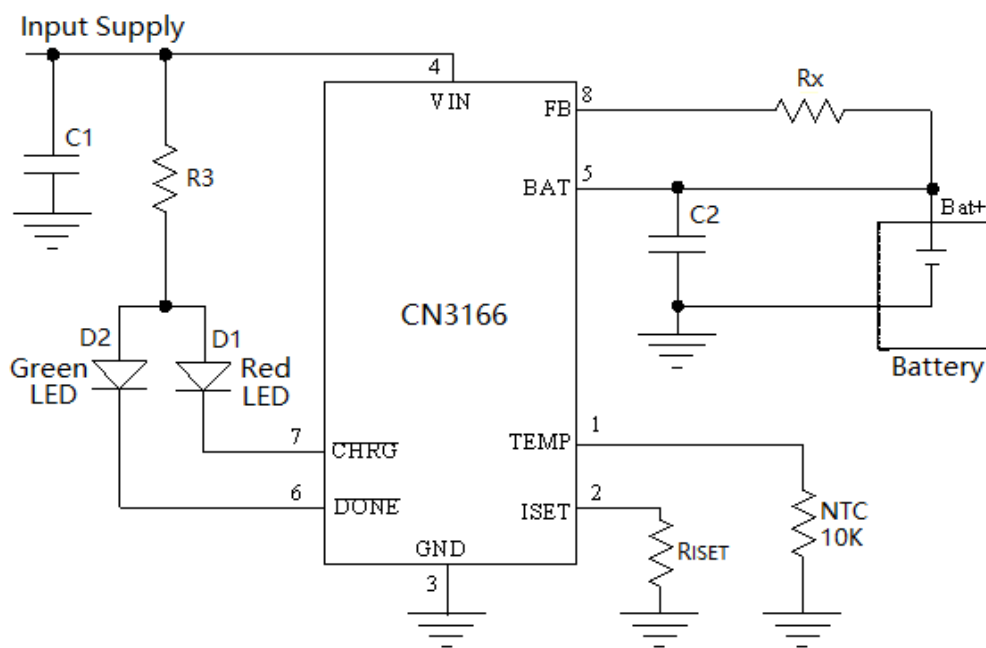 Input Supply
4
VIN
C1
R3
8
FB
Rx
5
BAT
C2
Bat+
CN3166
D2
D1
Green
LED
Red
LED
Battery
7
CHRG
1
TEMP
6
DONE
2
ISET
RISET
NTC
10K
GND
3